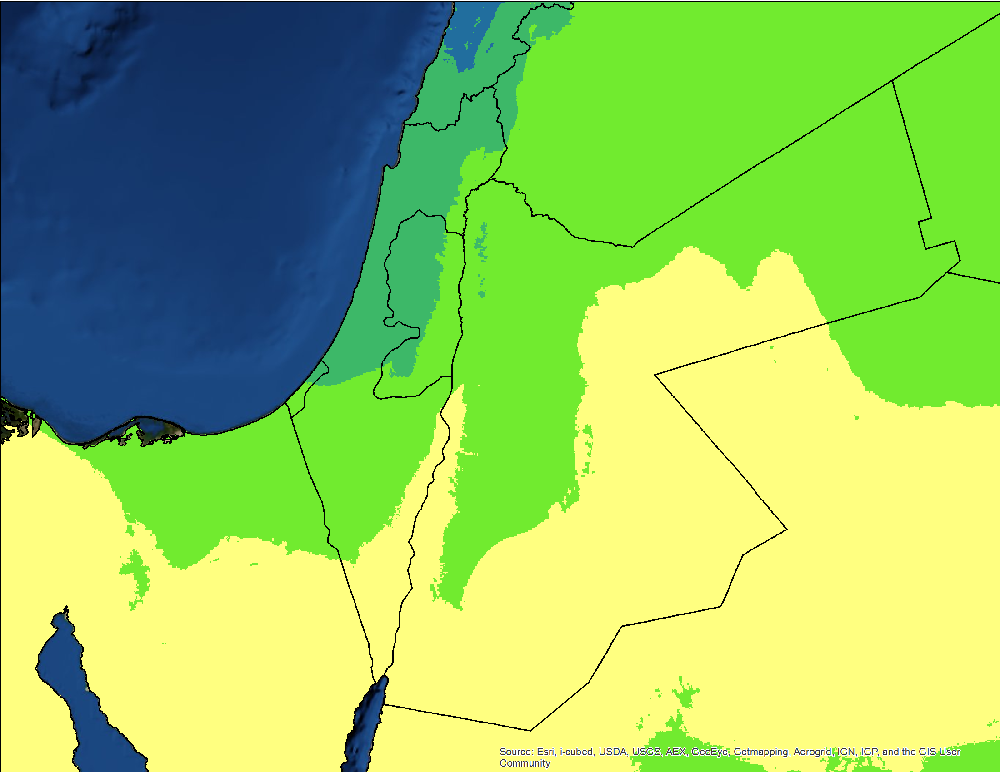 Source: Esri, i-cubed, USDA, USGS, AEX, GeoEye, Getmapping, Aerogrid, IGN, IGP, and the GIS User
Community